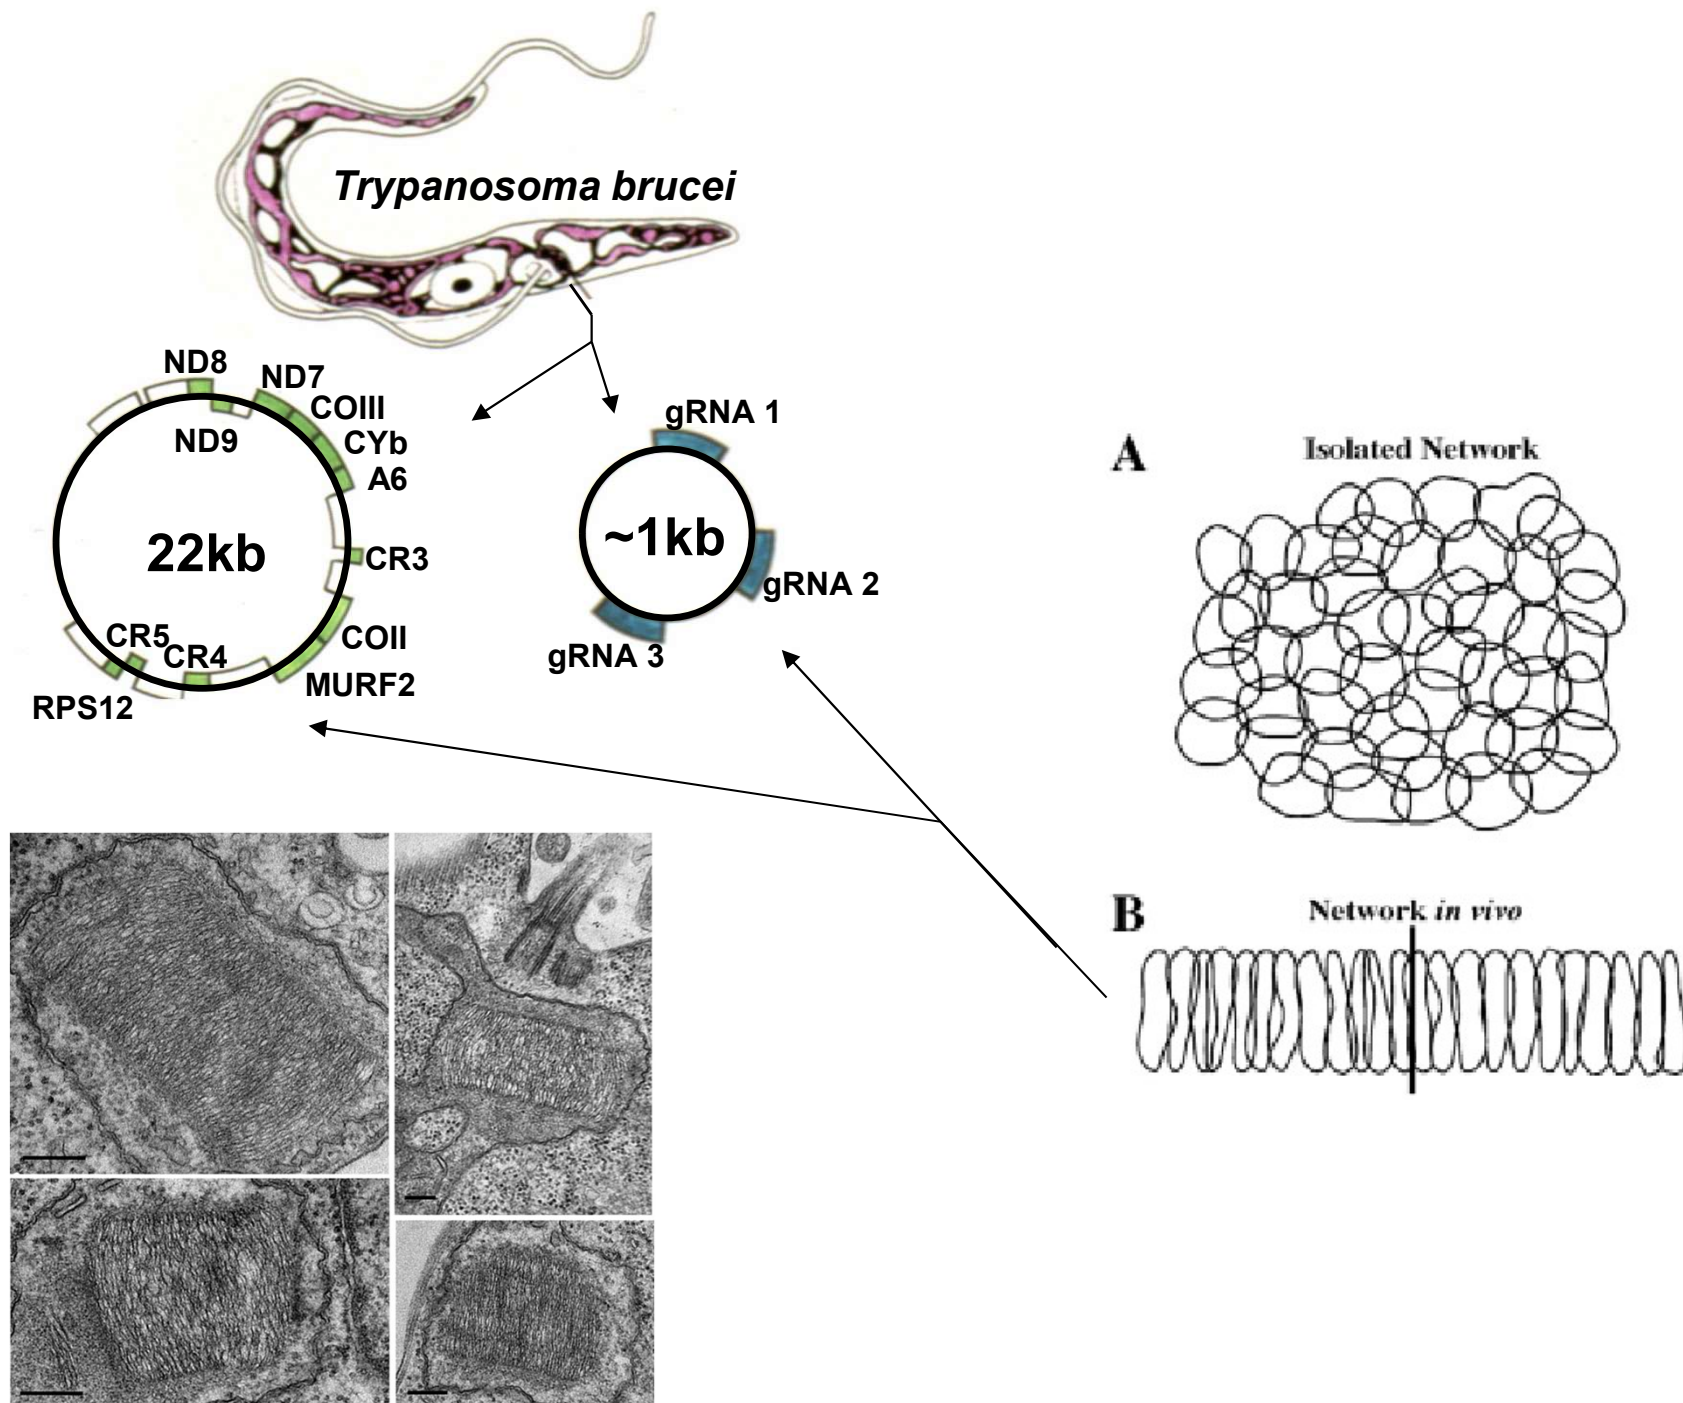 Trypanosoma brucei
ND8
ND7
COIII
ND9
CYb
A6
22kb
CR3
CR5
CR4
COII
RPS12
MURF2
gRNA 1
~1kb
gRNA 2
gRNA 3
A
Isolated Network
B
Network in vivo